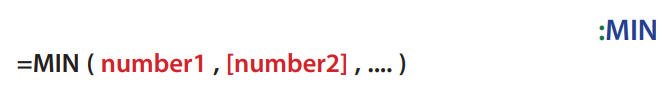 :MIN
=MIN ( number1 , [number2] , .... )